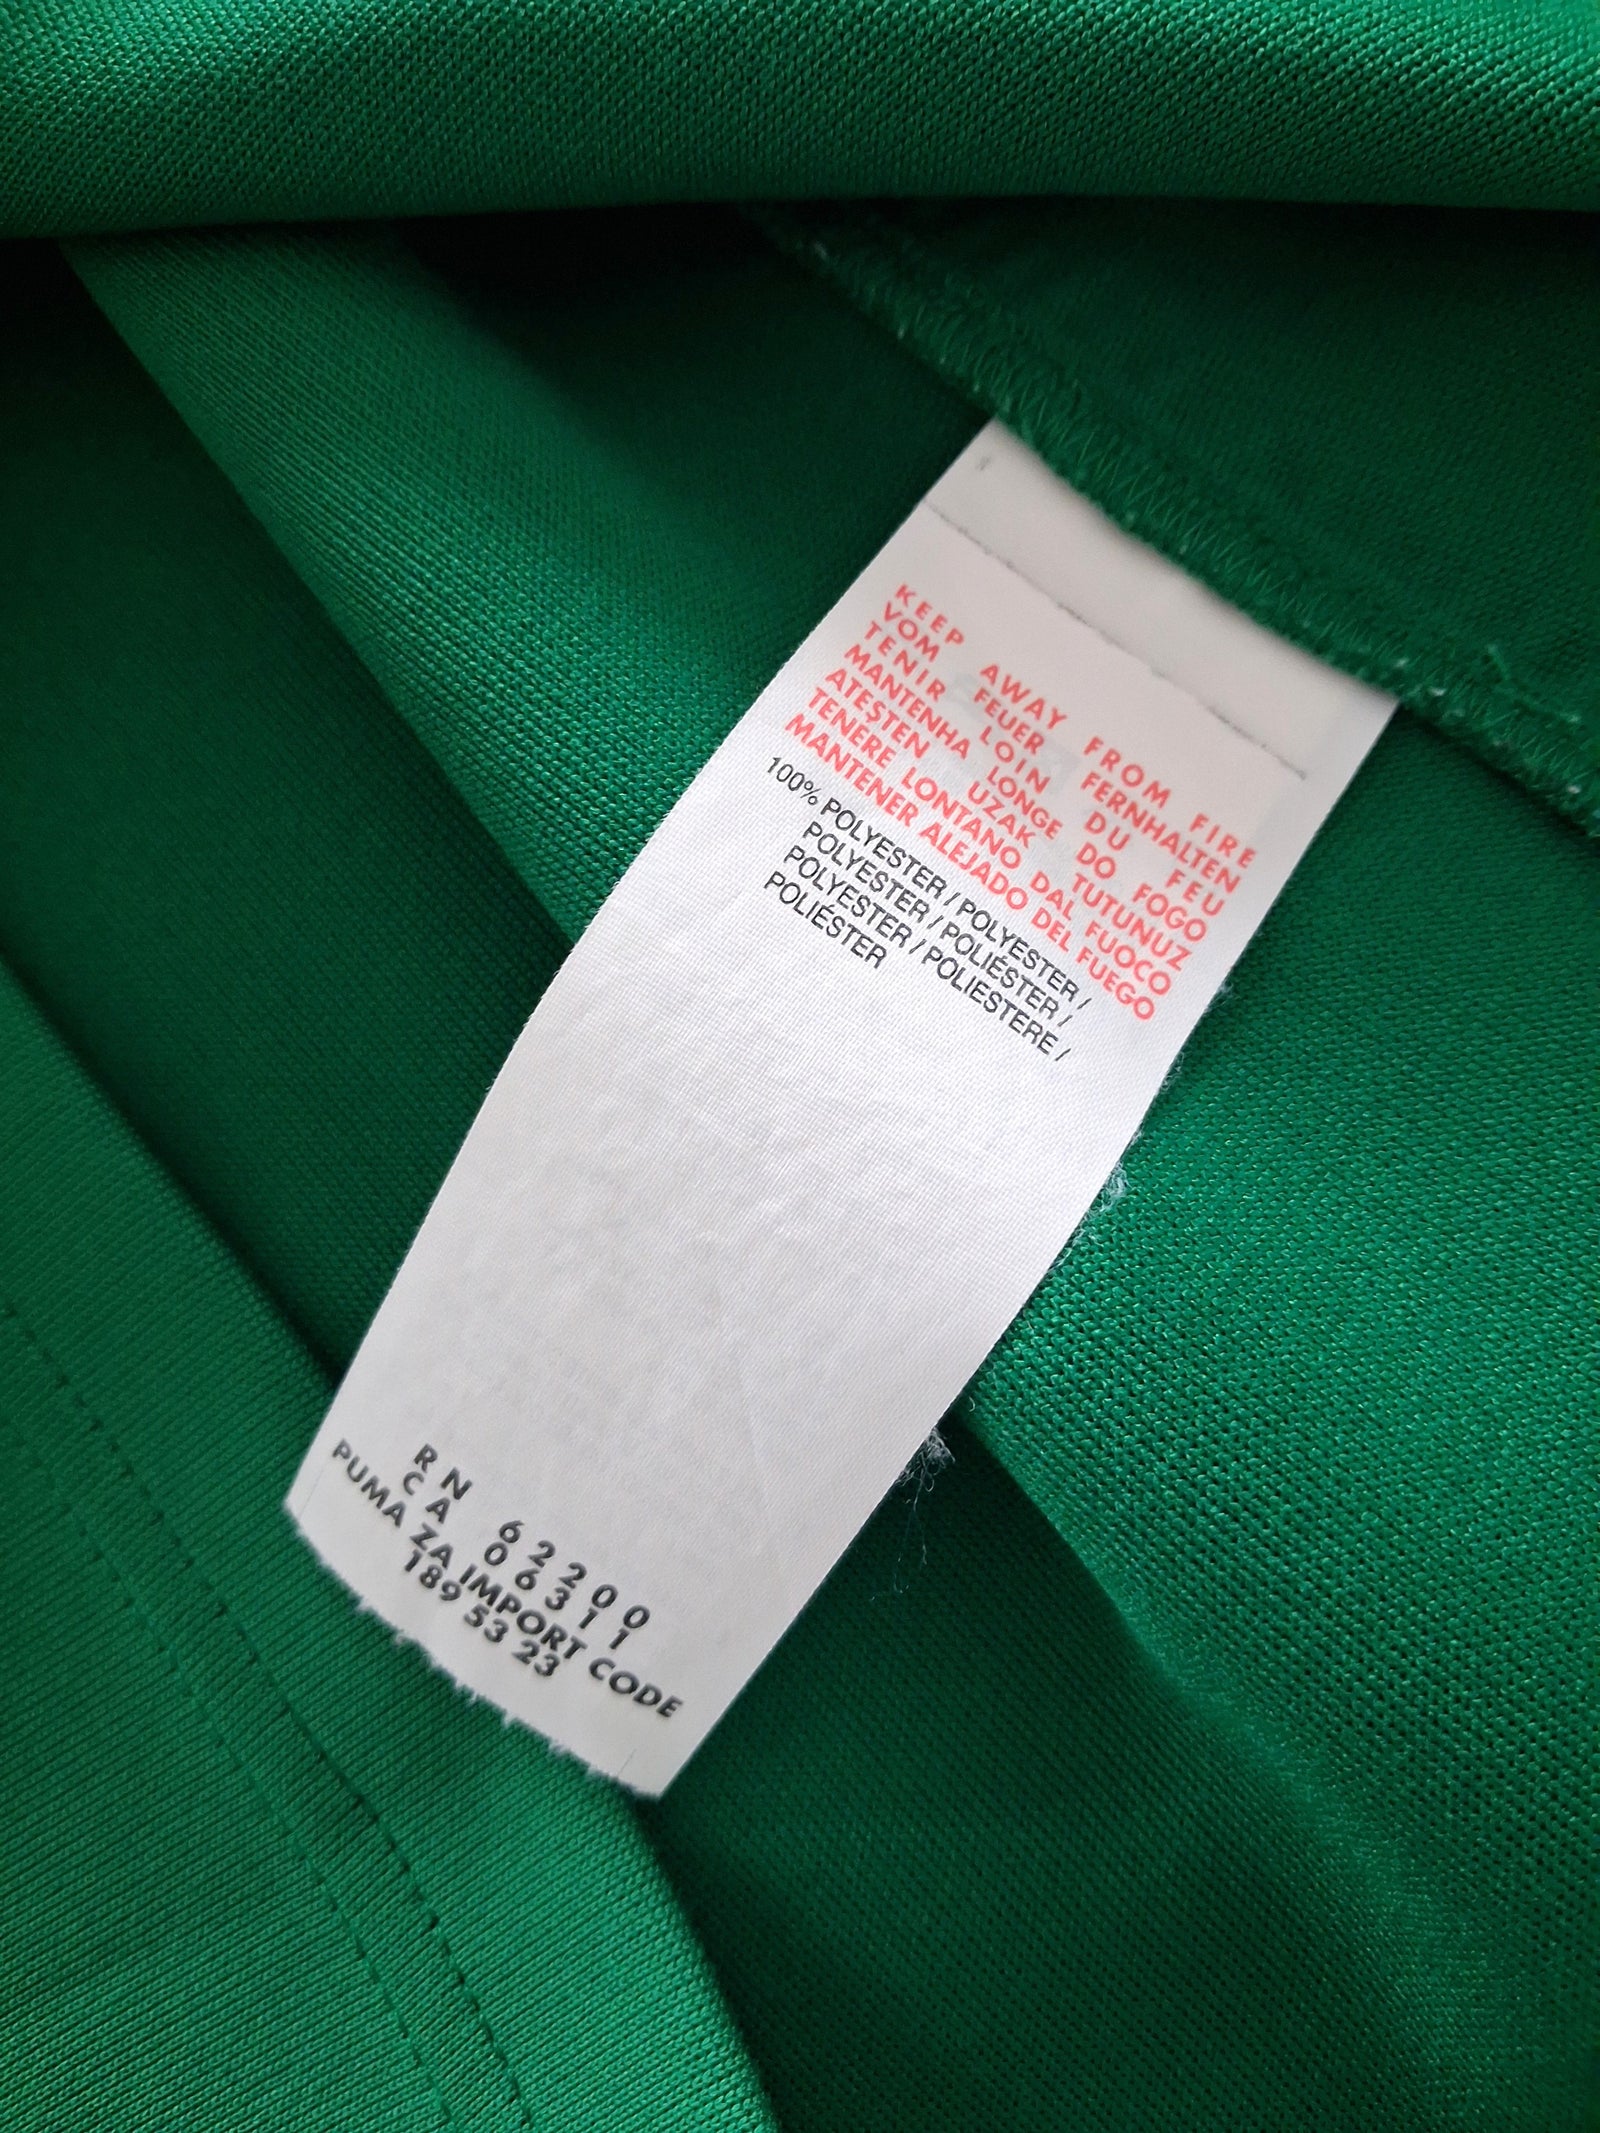 KEEP AWAY FROM FIRE
VOM FEUER FERNHALTEN
TENIR LOIN DU FEU
MANTENHA LONGE DO FOGO
ATEŞTEN UZAK TUTUNUZ
TENERE LONTANO DAL FUOCO
MANTENER ALEJADO DEL FUEGO
100% POLYESTER / POLYESTER /
POLYESTER / POLIÉSTER /
POLYESTER / POLIESTERE /
POLIÉSTER
RN 62200
CA 06311
PUMA ZA IMPORT CODE
189 53 23